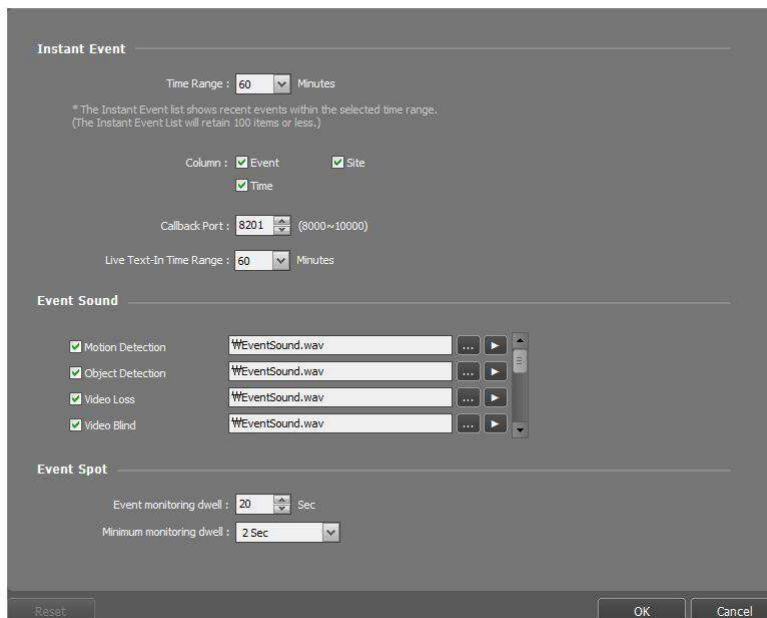 Instant Event
Time Range : 60 Minutes
* The Instant Event list shows recent events within the selected time range.
(The Instant Event List will retain 100 items or less.)
Column : Event Site
Time
Callback Port : 8201 (8000~10000)
Live Text-In Time Range : 60 Minutes
Event Sound
Motion Detection ₩EventSound.wav ...
Object Detection ₩EventSound.wav ...
Video Loss ₩EventSound.wav ...
Video Blind ₩EventSound.wav ...
Event Spot
Event monitoring dwell : 20 Sec
Minimum monitoring dwell : 2 Sec
Reset OK Cancel